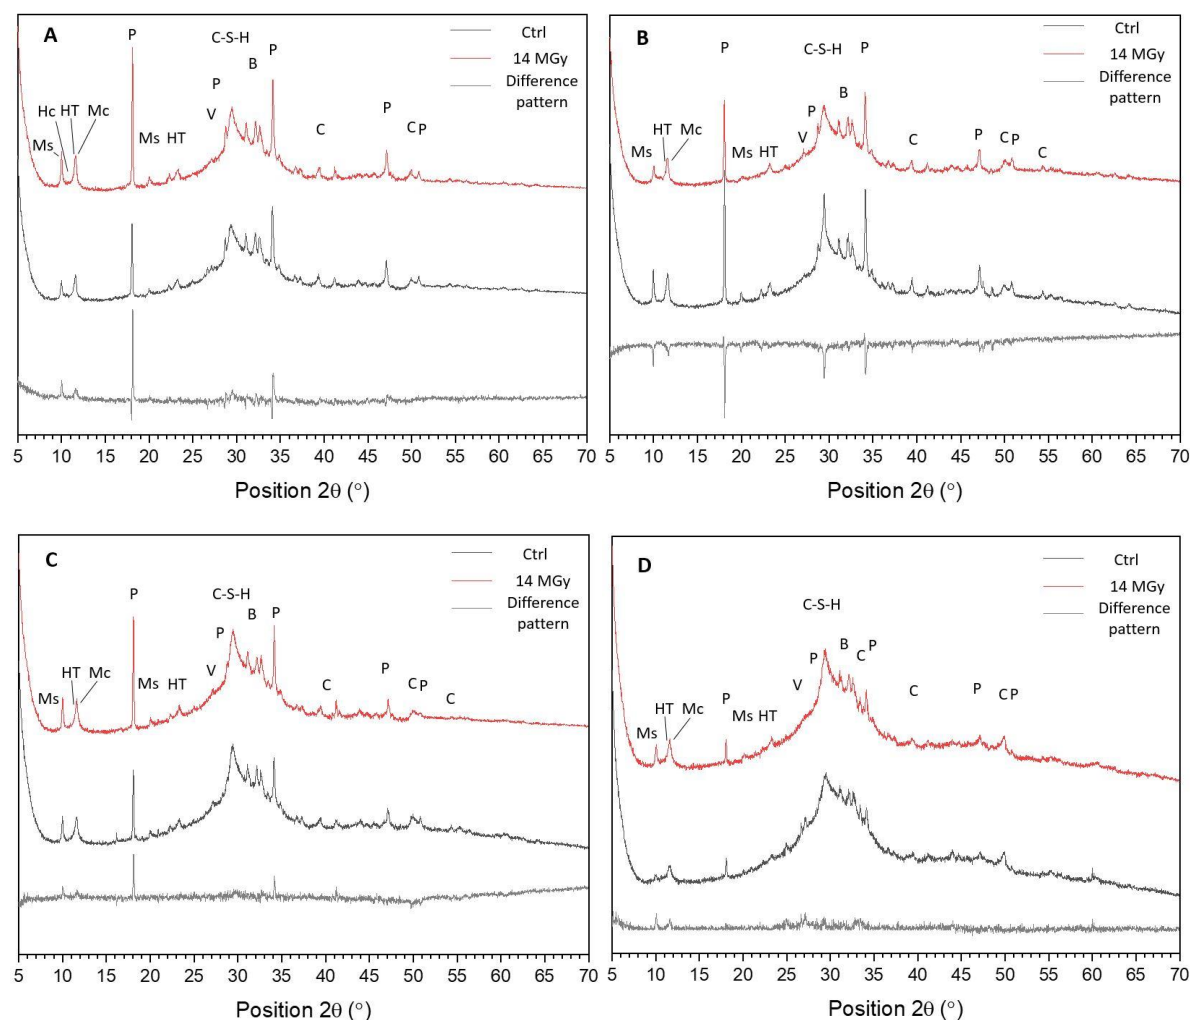 A
Ctrl
14 MGy
Difference
pattern
P
C-S-H
P
B
P
Hc HT Mc
V
P
Ms
Ms HT
C
C P
5 10 15 20 25 30 35 40 45 50 55 60 65 70
Position 2θ (°)
B
Ctrl
14 MGy
Difference
pattern
P
C-S-H
P
B
P
HT Mc
V
P
Ms
Ms HT
C
C P
C
5 10 15 20 25 30 35 40 45 50 55 60 65 70
Position 2θ (°)
C
Ctrl
14 MGy
Difference
pattern
P
C-S-H
B P
P
HT Mc
V
P
Ms
Ms HT
C
C P
C
5 10 15 20 25 30 35 40 45 50 55 60 65 70
Position 2θ (°)
D
Ctrl
14 MGy
Difference
pattern
C-S-H
B P
P C
V
P
P
C
C P
HT Mc
Ms
Ms HT
5 10 15 20 25 30 35 40 45 50 55 60 65 70
Position 2θ (°)